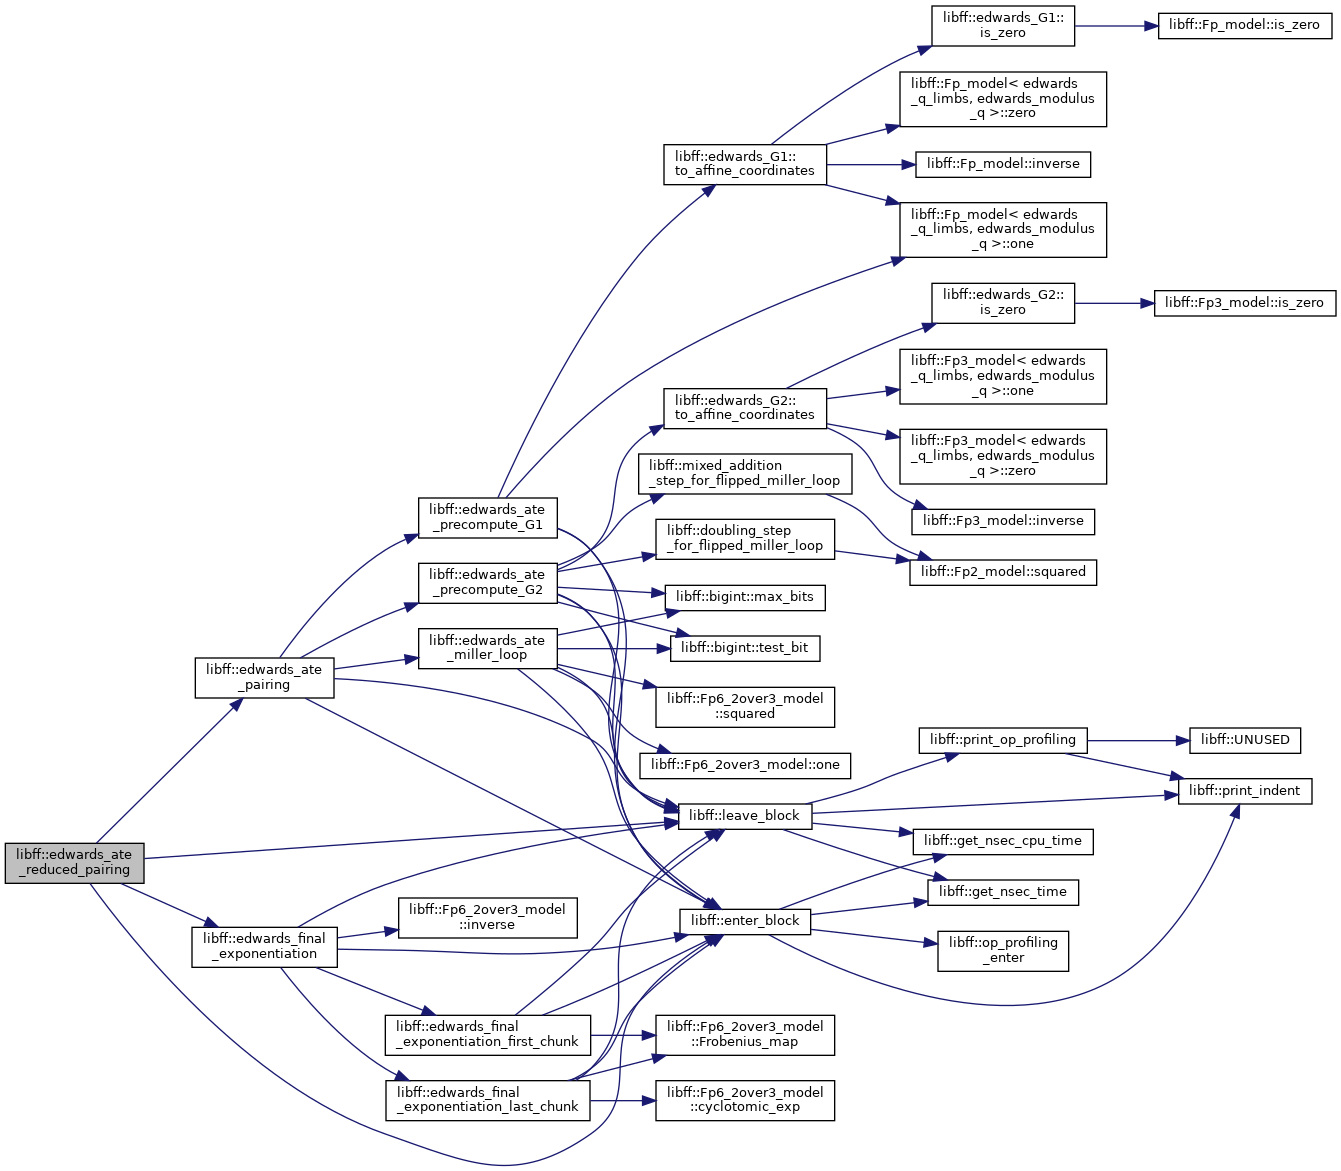 libff::edwards_G1::
is_zero
libff::Fp_model::is_zero
libff::Fp_model< edwards
_q_limbs, edwards_modulus
_q >::zero
libff::edwards_G1::
to_affine_coordinates
libff::Fp_model::inverse
libff::Fp_model< edwards
_q_limbs, edwards_modulus
_q >::one
libff::edwards_G2::
is_zero
libff::Fp3_model::is_zero
libff::Fp3_model< edwards
_q_limbs, edwards_modulus
_q >::one
libff::edwards_G2::
to_affine_coordinates
libff::Fp3_model< edwards
_q_limbs, edwards_modulus
_q >::zero
libff::mixed_addition
_step_for_flipped_miller_loop
libff::edwards_ate
_precompute_G1
libff::Fp3_model::inverse
libff::doubling_step
_for_flipped_miller_loop
libff::Fp2_model::squared
libff::edwards_ate
_precompute_G2
libff::bigint::max_bits
libff::edwards_ate
_miller_loop
libff::bigint::test_bit
libff::edwards_ate
_pairing
libff::Fp6_2over3_model
::squared
libff::print_op_profiling
libff::UNUSED
libff::Fp6_2over3_model::one
libff::print_indent
libff::leave_block
libff::get_nsec_cpu_time
libff::edwards_ate
_reduced_pairing
libff::get_nsec_time
libff::Fp6_2over3_model
::inverse
libff::enter_block
libff::edwards_final
_exponentiation
libff::op_profiling
_enter
libff::edwards_final
_exponentiation_first_chunk
libff::Fp6_2over3_model
::Frobenius_map
libff::edwards_final
_exponentiation_last_chunk
libff::Fp6_2over3_model
::cyclotomic_exp